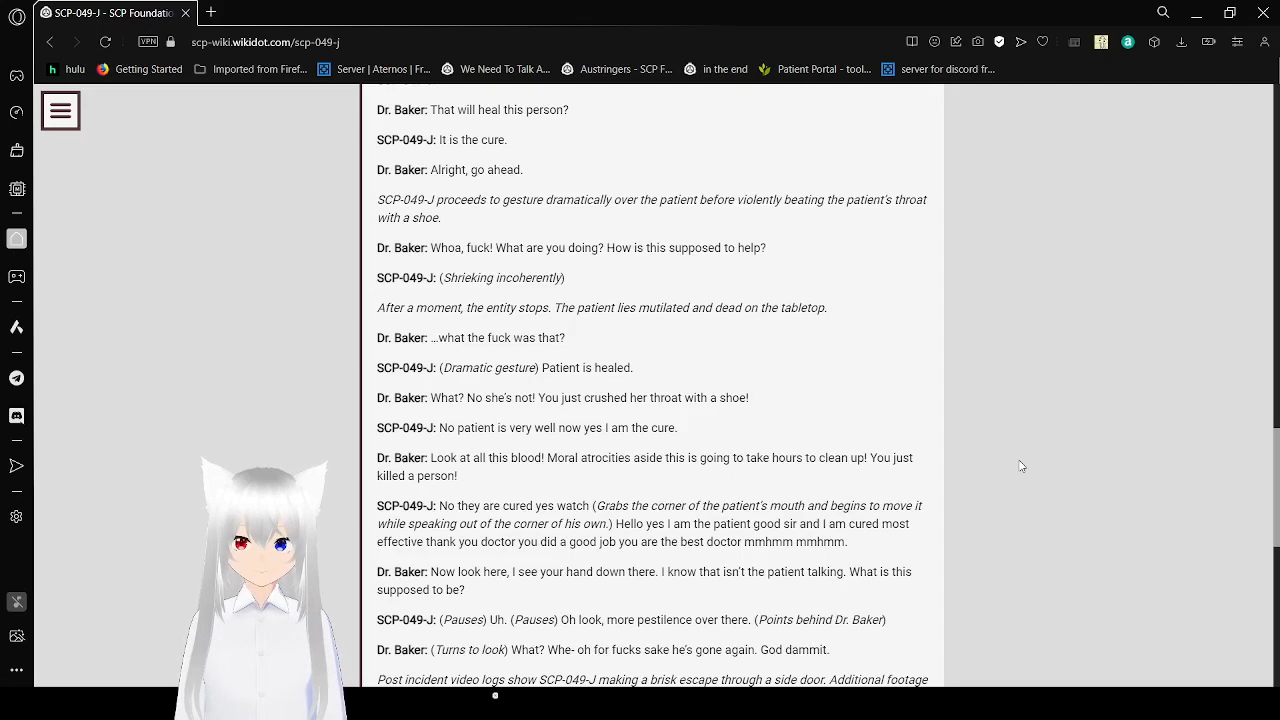 SCP-049-J - SCP Foundatio
scp-wiki.wikidot.com/scp-049-j
VPN
hulu
Getting Started
Imported from Firef...
Server | Aternos | Fr...
We Need To Talk A...
Austringers - SCP F...
in the end
Patient Portal - tool...
server for discord fr...
Dr. Baker: That will heal this person?
SCP-049-J: It is the cure.
Dr. Baker: Alright, go ahead.
SCP-049-J proceeds to gesture dramatically over the patient before violently beating the patient's throat
with a shoe.
Dr. Baker: Whoa, fuck! What are you doing? How is this supposed to help?
SCP-049-J: (Shrieking incoherently)
After a moment, the entity stops. The patient lies mutilated and dead on the tabletop.
Dr. Baker: …what the fuck was that?
SCP-049-J: (Dramatic gesture) Patient is healed.
Dr. Baker: What? No she's not! You just crushed her throat with a shoe!
SCP-049-J: No patient is very well now yes I am the cure.
Dr. Baker: Look at all this blood! Moral atrocities aside this is going to take hours to clean up! You just
killed a person!
SCP-049-J: No they are cured yes watch (Grabs the corner of the patient's mouth and begins to move it
while speaking out of the corner of his own.) Hello yes I am the patient good sir and I am cured most
effective thank you doctor you did a good job you are the best doctor mmhmm mmhmm.
Dr. Baker: Now look here, I see your hand down there. I know that isn't the patient talking. What is this
supposed to be?
SCP-049-J: (Pauses) Uh. (Pauses) Oh look, more pestilence over there. (Points behind Dr. Baker)
Dr. Baker: (Turns to look) What? Whe- oh for fucks sake he's gone again. God dammit.
Post incident video logs show SCP-049-J making a brisk escape through a side door. Additional footage